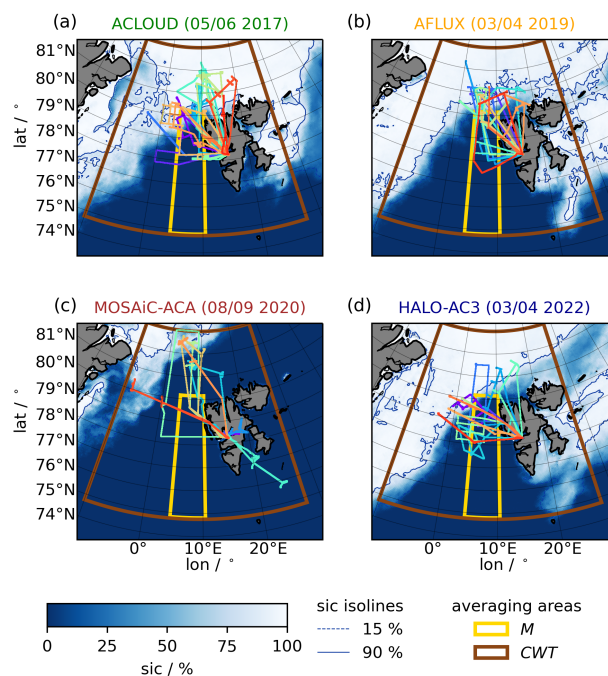 (a) ACLOUD (05/06 2017)
(b) AFLUX (03/04 2019)
81°N
80°N
79°N
78°N
77°N
76°N
75°N
74°N
lat / °
(c) MOSAiC-ACA (08/09 2020)
(d) HALO-AC3 (03/04 2022)
81°N
80°N
79°N
78°N
77°N
76°N
75°N
74°N
lat / °
0° 10°E 20°E
0° 10°E 20°E
lon / °
lon / °
0 25 50 75 100
sic / %
sic isolines
15 %
90 %
averaging areas
M
CWT